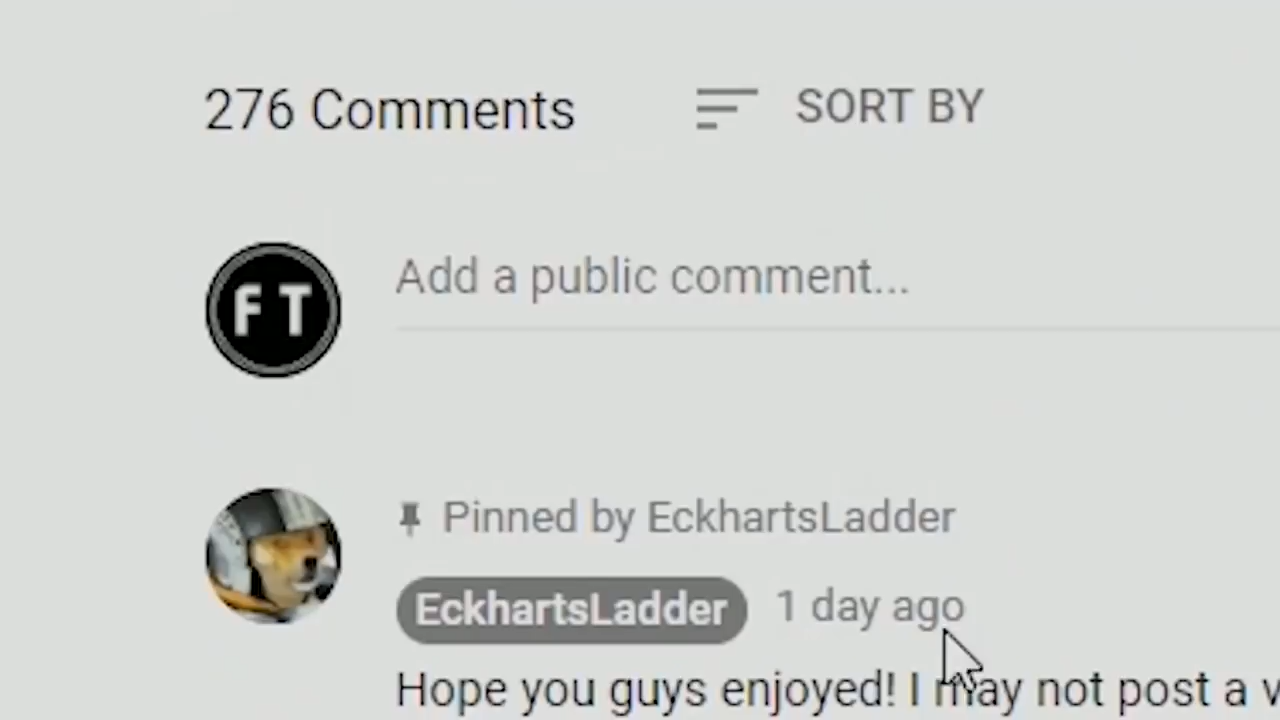 276 Comments SORT BY
FT
Add a public comment...
Pinned by EckhartsLadder
EckhartsLadder 1 day ago
Hope you guys enjoyed! I may not post a